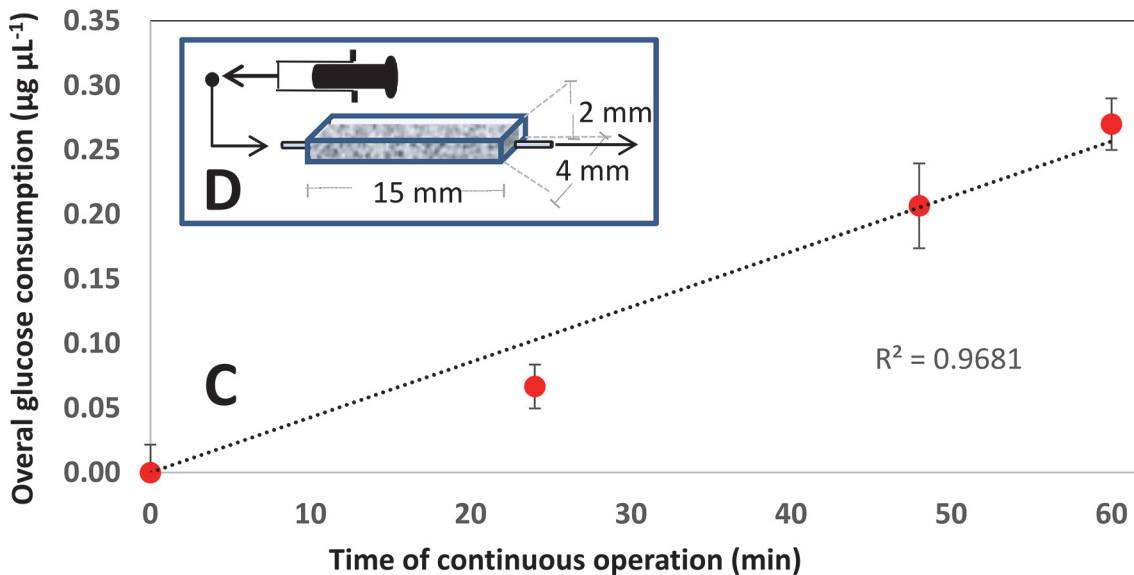 Overal glucose consumption (µg µL⁻¹)
0.35
0.30
0.25
0.20
0.15
0.10
0.05
0.00
2 mm
4 mm
15 mm
D
C
R² = 0.9681
0 10 20 30 40 50 60
Time of continuous operation (min)